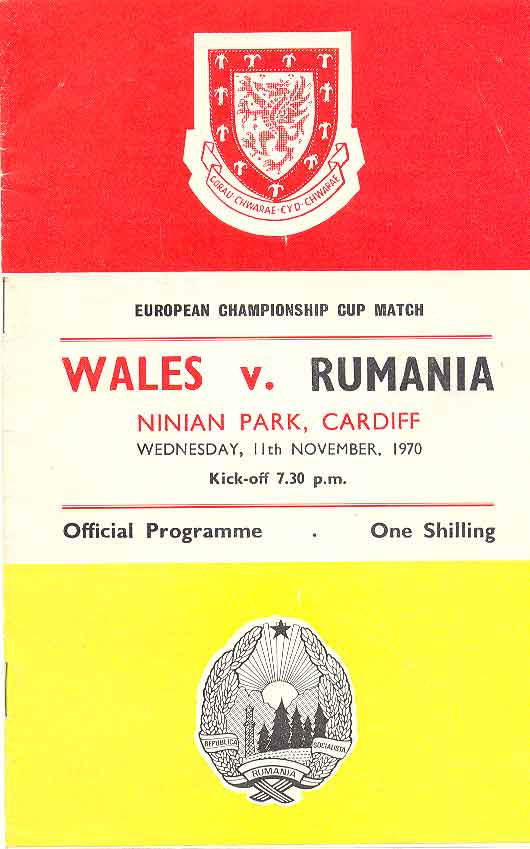 GORAU·CHWARAE·CYD·CHWARAE
EUROPEAN CHAMPIONSHIP CUP MATCH
WALES v. RUMANIA
NINIAN PARK, CARDIFF
WEDNESDAY, 11th NOVEMBER, 1970
Kick-off 7.30 p.m.
Official Programme . One Shilling
REPUBLICA SOCIALISTA
RUMANIA